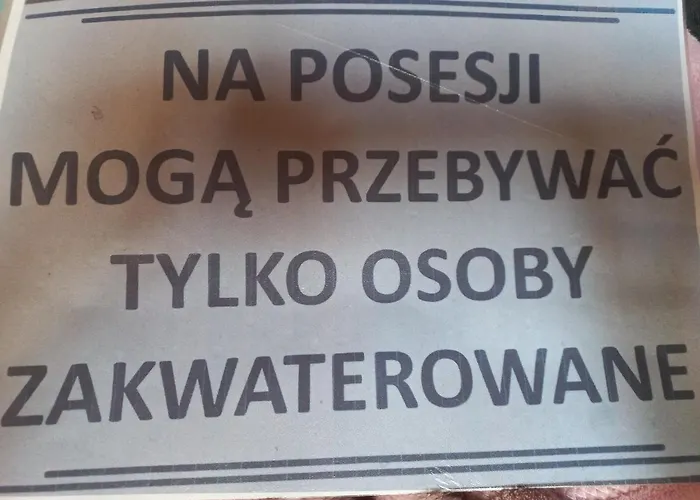 NA POSESJI
MOGĄ PRZEBYWAĆ
TYLKO OSOBY
ZAKWATEROWANE